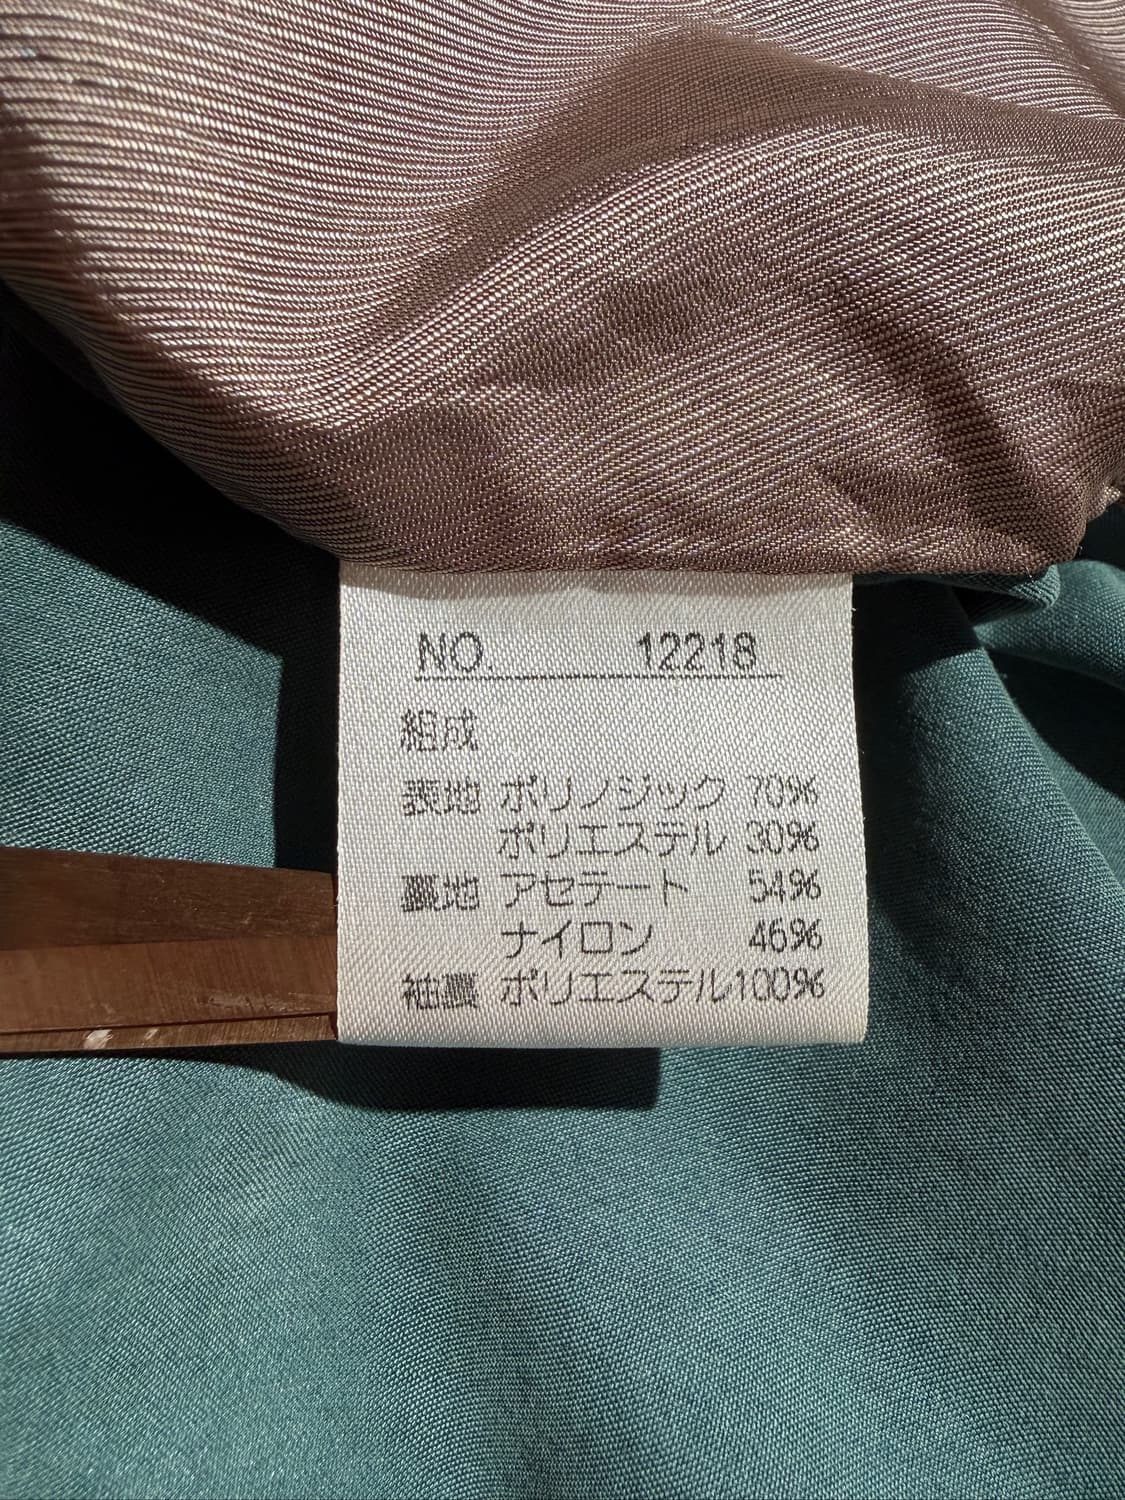 NO. 12218
組成
表地 ポリノジック 70%
ポリエステル 30%
裏地 アセテート 54%
ナイロン 46%
袖裏 ポリエステル100%